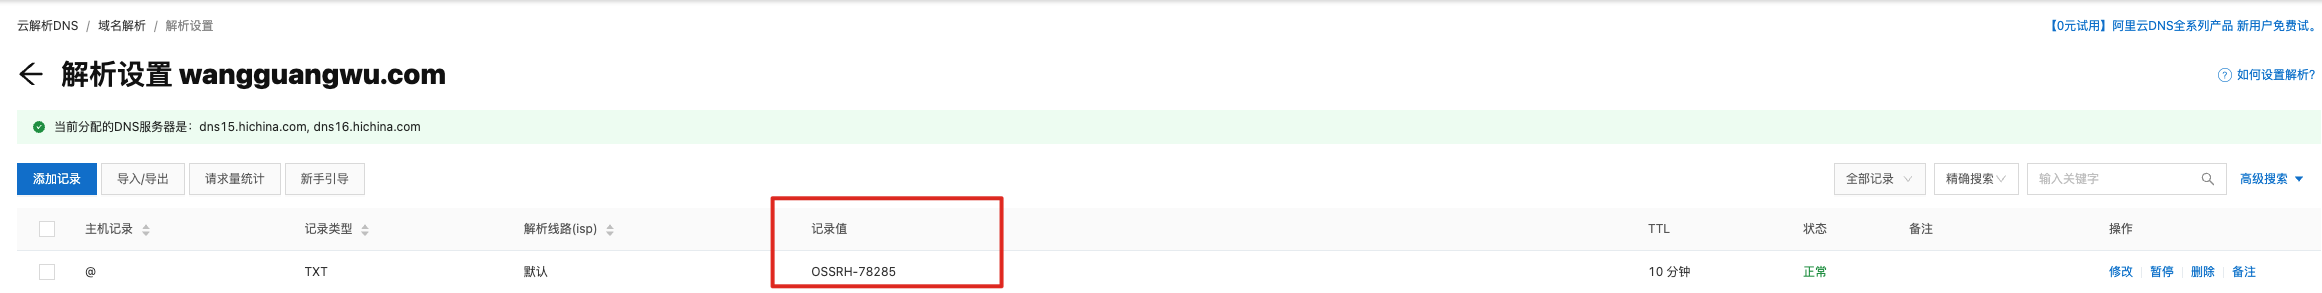 云解析DNS / 域名解析 / 解析设置
【0元试用】阿里云DNS全系列产品 新用户免费试。
解析设置 wangguangwu.com
如何设置解析?
当前分配的DNS服务器是：dns15.hichina.com, dns16.hichina.com
添加记录 导入/导出 请求量统计 新手引导 全部记录 精确搜索 输入关键字 高级搜索
主机记录 记录类型 解析线路(isp) 记录值 TTL 状态 备注 操作
@ TXT 默认 OSSRH-78285 10 分钟 正常 修改 暂停 删除 备注